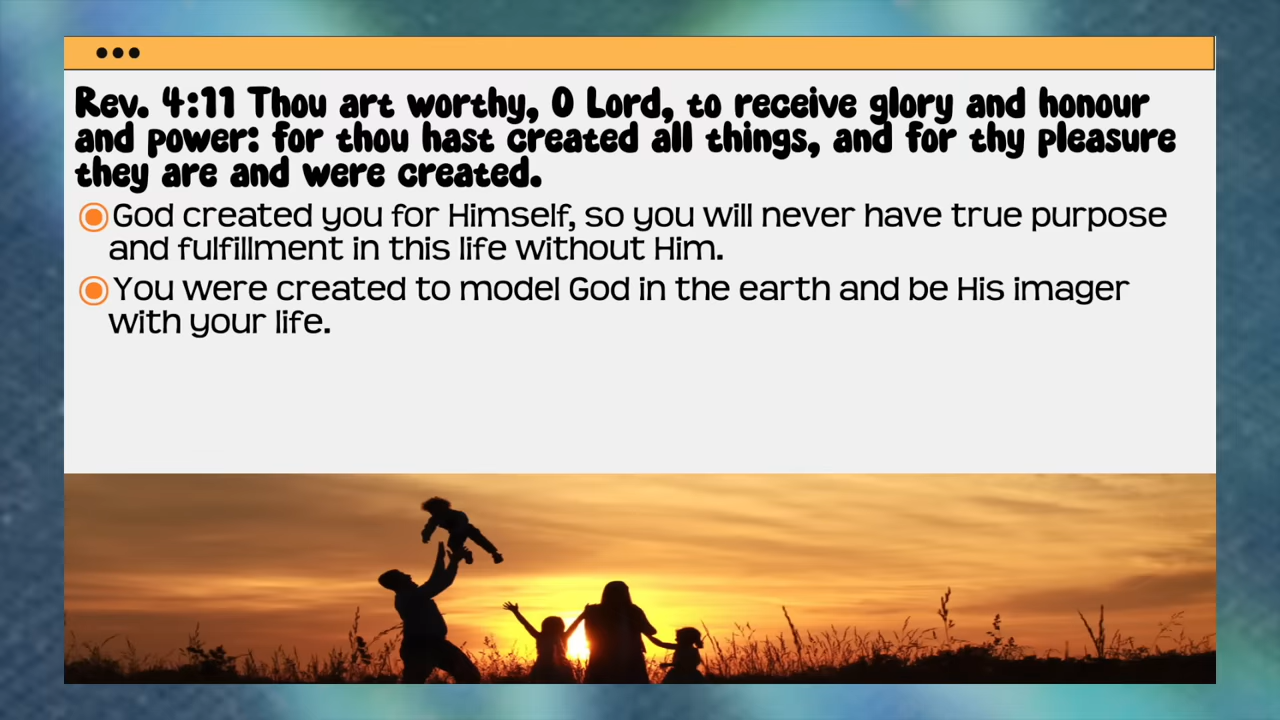 Rev. 4:11 Thou art worthy, O Lord, to receive glory and honour
and power: for thou hast created all things, and for thy pleasure
they are and were created.
God created you for Himself, so you will never have true purpose
and fulfillment in this life without Him.
You were created to model God in the earth and be His imager
with your life.